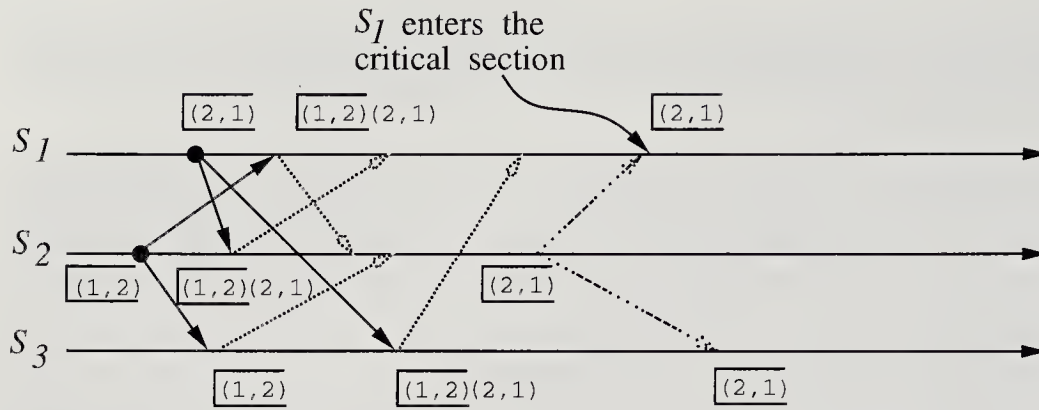 S1 enters the
critical section
(2,1)
(1,2)(2,1)
(2,1)
S1
S2
(1,2)
(1,2)(2,1)
(2,1)
S3
(1,2)
(1,2)(2,1)
(2,1)